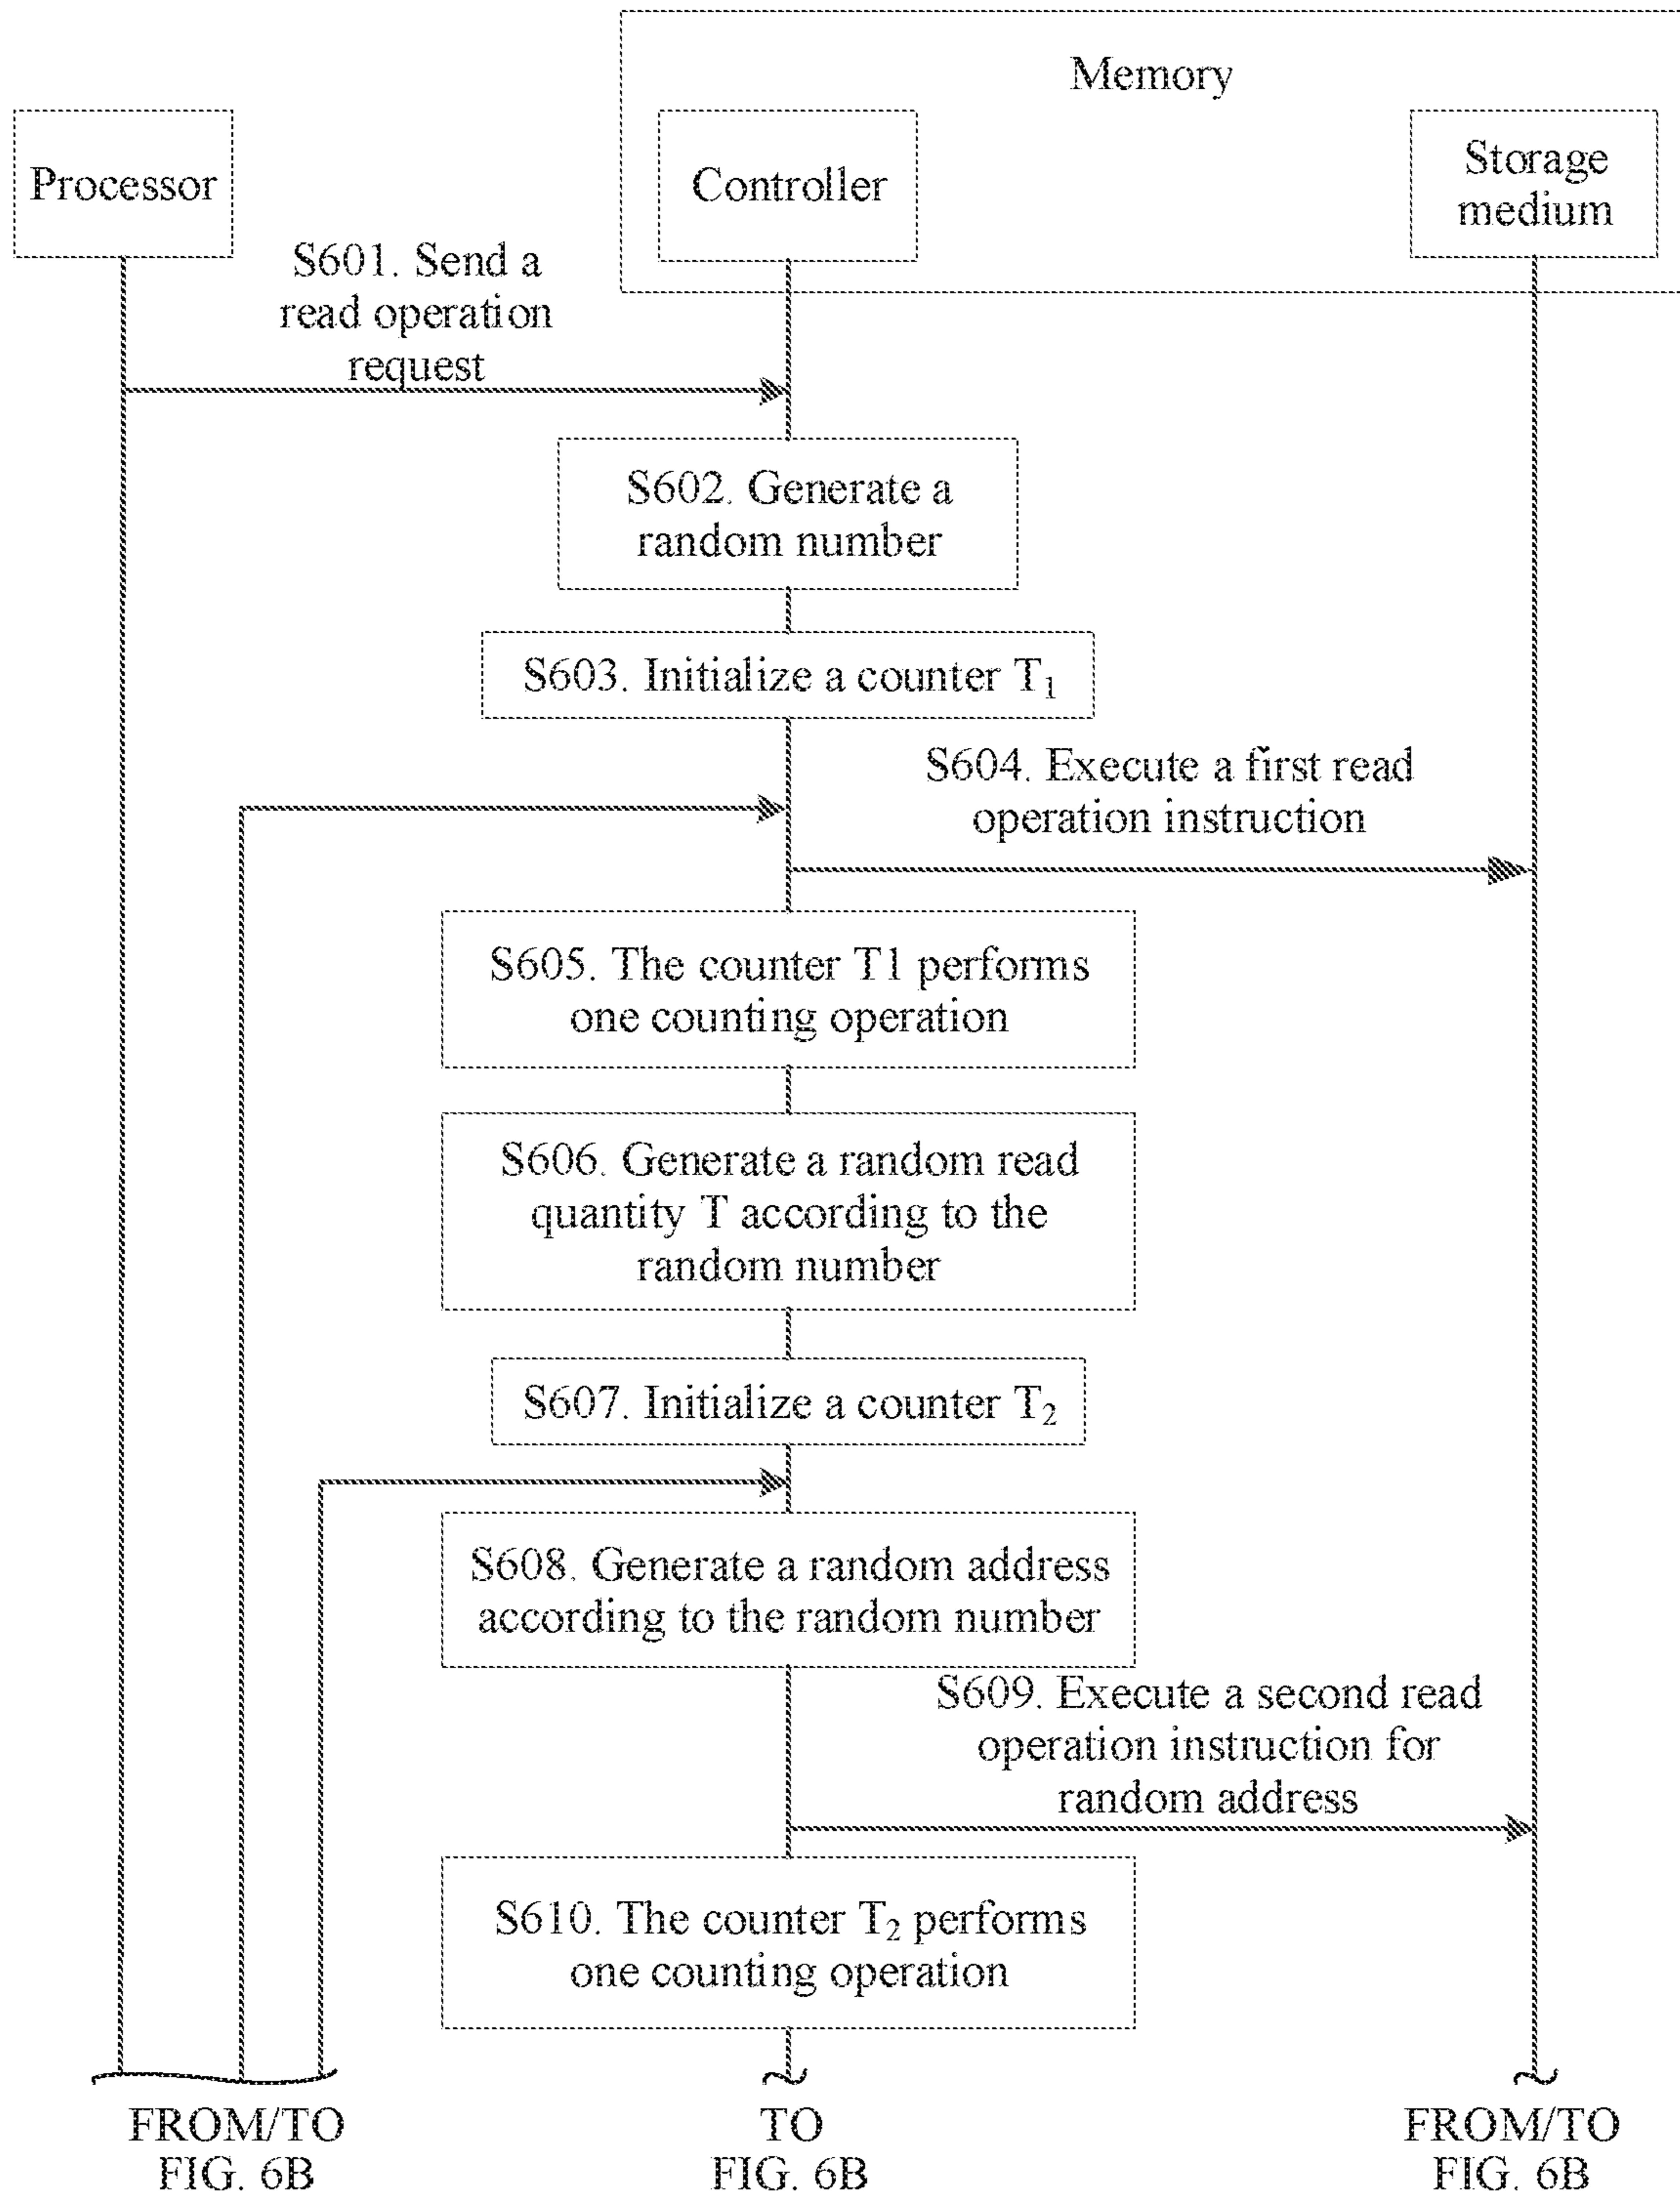 Memory
Processor
Controller
Storage
medium
S601. Send a
read operation
request
S602. Generate a
random number
S603. Initialize a counter T₁
S604. Execute a first read
operation instruction
S605. The counter T1 performs
one counting operation
S606. Generate a random read
quantity T according to the
random number
S607. Initialize a counter T₂
S608. Generate a random address
according to the random number
S609. Execute a second read
operation instruction for
random address
S610. The counter T₂ performs
one counting operation
FROM/TO
FIG. 6B
TO
FIG. 6B
FROM/TO
FIG. 6B